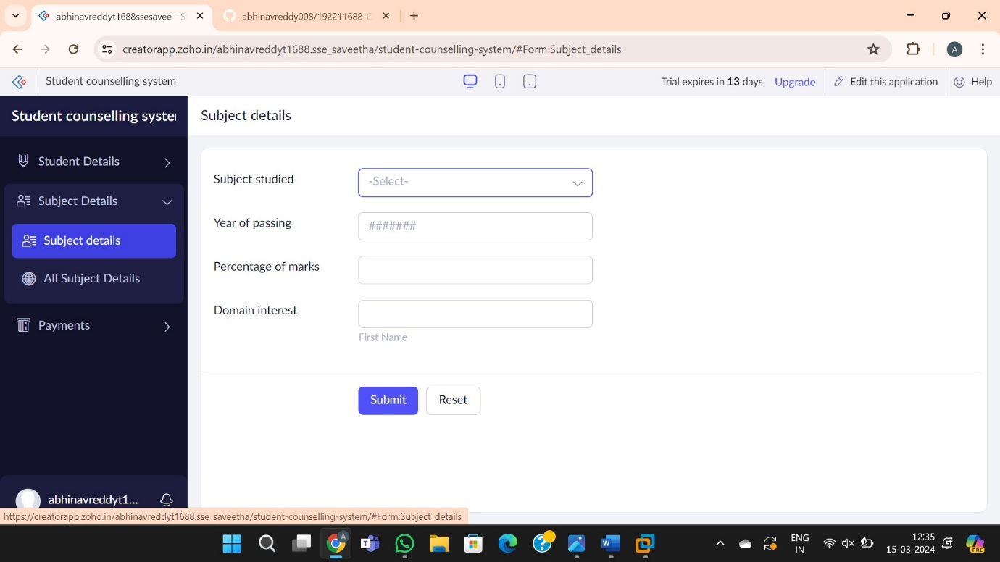 abhinavreddyt1688ssesavee - S
abhinavreddy008/192211688-
creatorapp.zoho.in/abhinavreddyt1688.sse_saveetha/student-counselling-system/#Form:Subject_details
A
Student counselling system
Trial expires in 13 days
Upgrade
Edit this application
Help
Student counselling syste
Subject details
Student Details
Subject Details
Subject details
All Subject Details
Payments
Subject studied
-Select-
Year of passing
#######
Percentage of marks
Domain interest
First Name
Submit
Reset
abhinavreddyt1...
https://creatorapp.zoho.in/abhinavreddyt1688.sse_saveetha/student-counselling-system/#Form:Subject_details
A
T
W
ENG
IN
12:35
15-03-2024
PRE